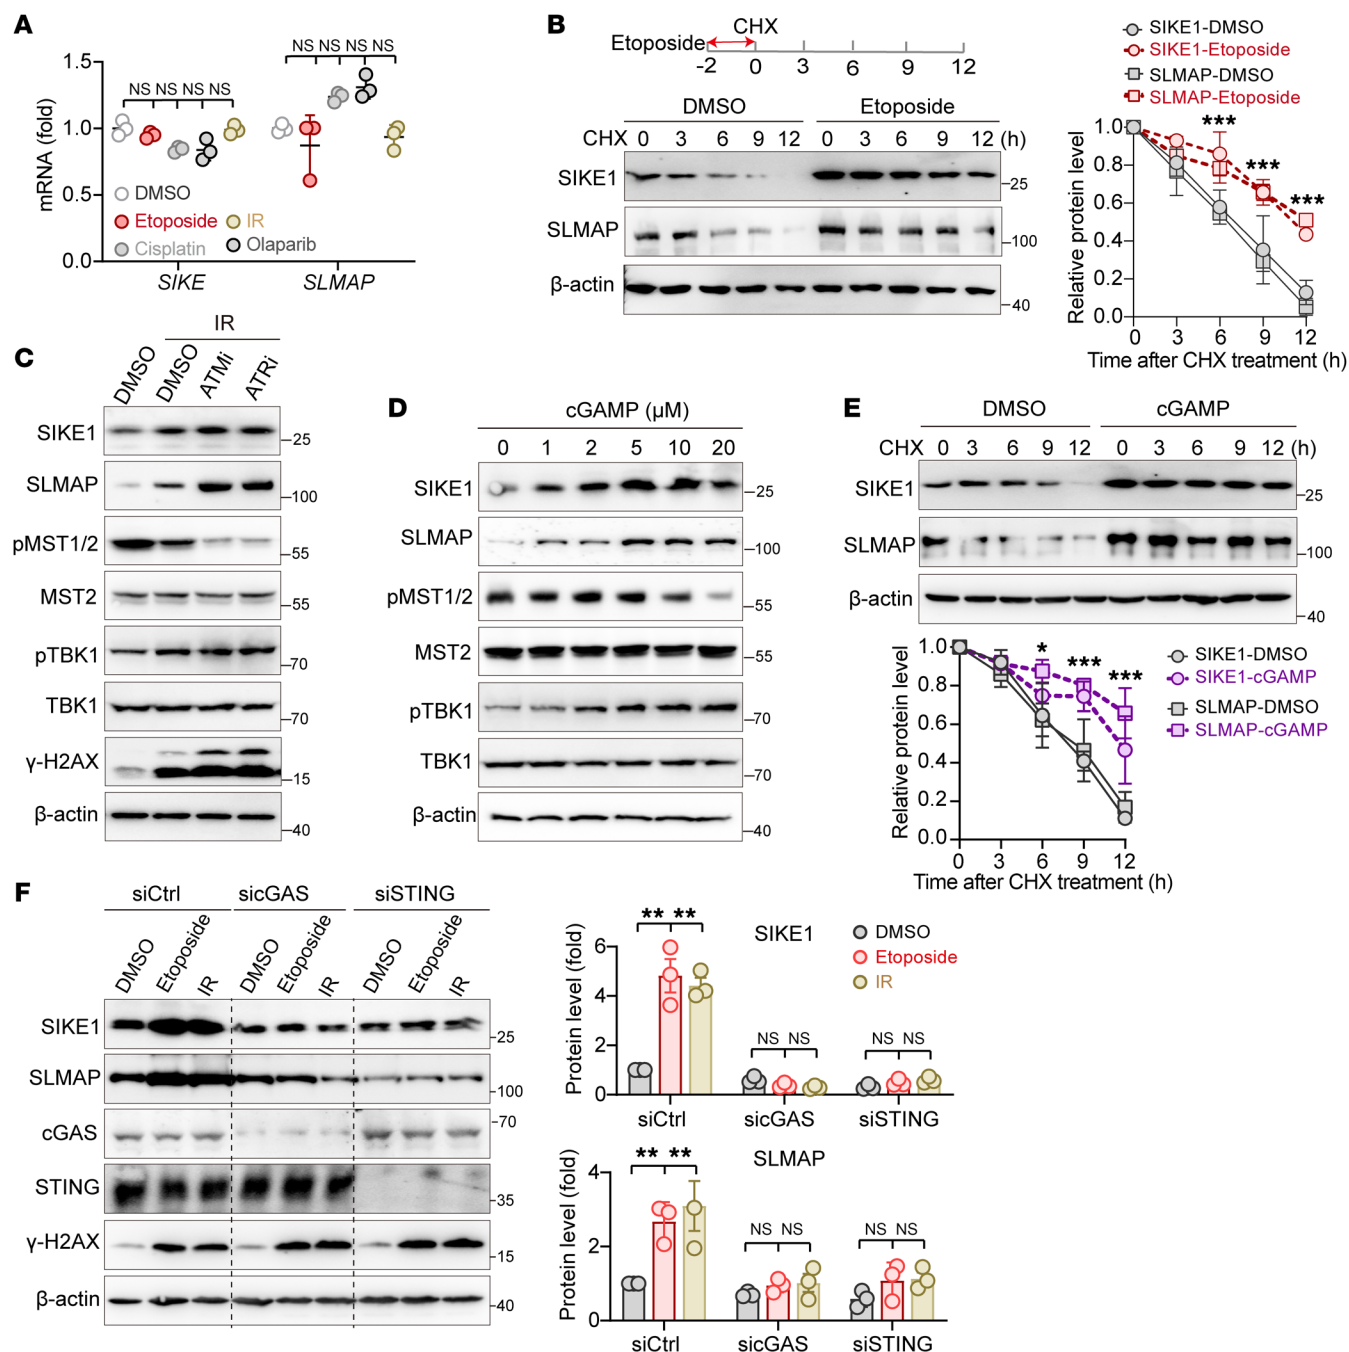 A
mRNA (fold)
1.5
1.0
0.5
0.0
NS NS NS NS
NS NS NS NS
DMSO
Etoposide
IR
Cisplatin
Olaparib
SIKE
SLMAP
B
CHX
Etoposide
-2 0 3 6 9 12
DMSO Etoposide
CHX 0 3 6 9 12 0 3 6 9 12 (h)
SIKE1
25
SLMAP
100
β-actin
40
SIKE1-DMSO
SIKE1-Etoposide
SLMAP-DMSO
SLMAP-Etoposide
Relative protein level
1.0
0.8
0.6
0.4
0.2
0.0
***
***
***
0 3 6 9 12
Time after CHX treatment (h)
C
IR
DMSO DMSO ATMi ATRi
SIKE1
25
SLMAP
100
pMST1/2
55
MST2
55
pTBK1
70
TBK1
70
γ-H2AX
15
β-actin
40
D
cGAMP (μM)
0 1 2 5 10 20
SIKE1
25
SLMAP
100
pMST1/2
55
MST2
55
pTBK1
70
TBK1
70
β-actin
40
E
DMSO cGAMP
CHX 0 3 6 9 12 0 3 6 9 12 (h)
SIKE1
25
SLMAP
100
β-actin
40
Relative protein level
1.0
0.8
0.6
0.4
0.2
0.0
*
***
***
SIKE1-DMSO
SIKE1-cGAMP
SLMAP-DMSO
SLMAP-cGAMP
0 3 6 9 12
Time after CHX treatment (h)
F
siCtrl sicGAS siSTING
DMSO Etoposide IR DMSO Etoposide IR DMSO Etoposide IR
SIKE1
25
SLMAP
100
cGAS
70
STING
35
γ-H2AX
15
β-actin
40
SIKE1
Protein level (fold)
6
4
2
0
** **
NS NS
NS NS
DMSO
Etoposide
IR
siCtrl sicGAS siSTING
SLMAP
Protein level (fold)
4
2
0
** **
NS NS
NS NS
siCtrl sicGAS siSTING